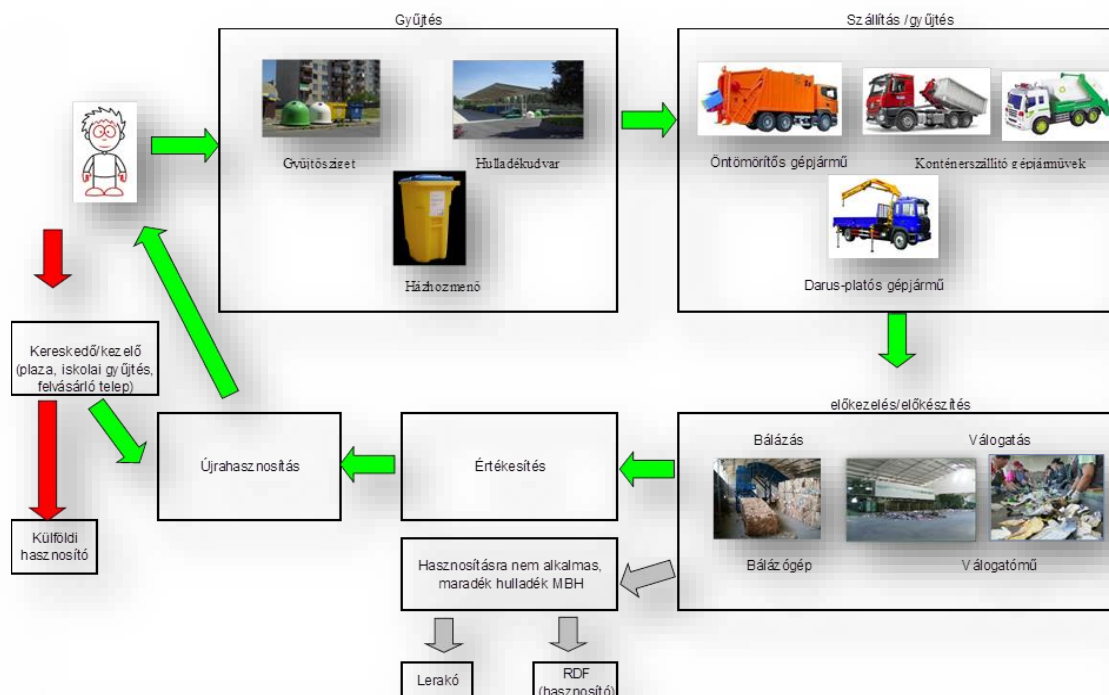 Gyűjtés
Szállítás /gyűjtés
Gyűjtősziget
Hulladékudvar
Házhozmenő
Öntömörítős gépjármű
Konténerszállító gépjárművek
Darus-platós gépjármű
Kereskedő/kezelő
(plaza, iskolai gyűjtés,
felvásárló telep)
Külföldi
hasznosító
Újrahasznosítás
Értékesítés
előkezelés/előkészítés
Bálázás
Válogatás
Bálázógép
Válogatómű
Hasznosításra nem alkalmas,
maradék hulladék MBH
Lerakó
RDF
(hasznosító)